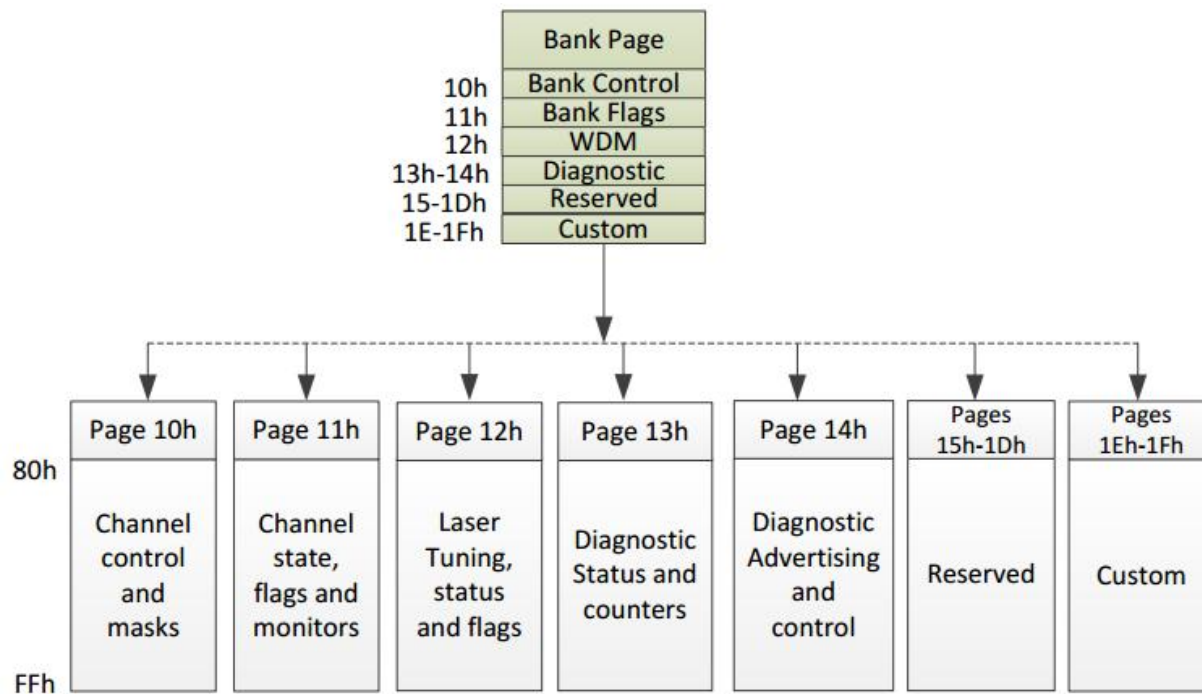 Bank Page
10h Bank Control
11h Bank Flags
12h WDM
13h-14h Diagnostic
15-1Dh Reserved
1E-1Fh Custom
Page 10h
Page 11h
Page 12h
Page 13h
Page 14h
Pages
15h-1Dh
Pages
1Eh-1Fh
80h
Channel
control
and
masks
Channel
state,
flags and
monitors
Laser
Tuning,
status
and flags
Diagnostic
Status and
counters
Diagnostic
Advertising
and
control
Reserved
Custom
FFh